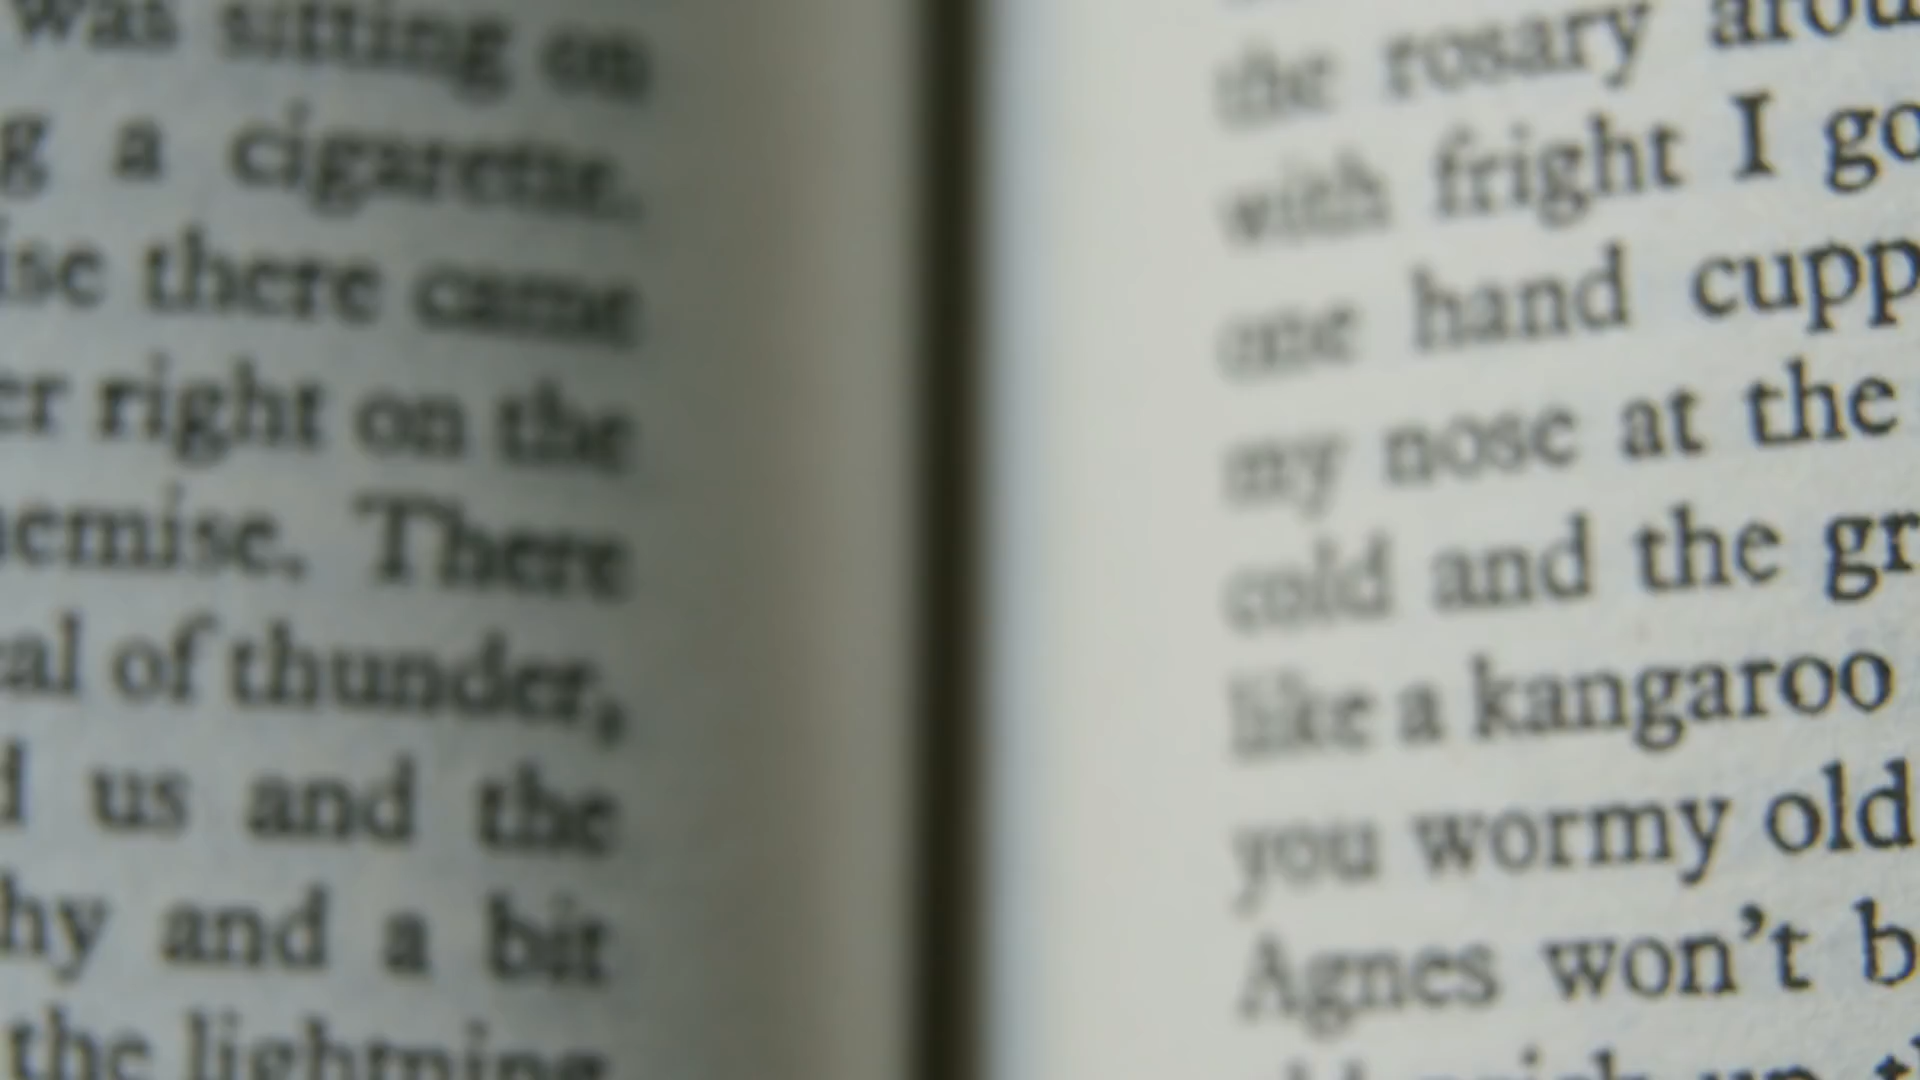 was sitting on
g a cigarette.
ise there came
er right on the
emise. There
al of thunder,
d us and the
hy and a bit
the lightning
the rosary arou
with fright I go
one hand cupp
my nose at the
cold and the gr
like a kangaroo
you wormy old
Agnes won't b